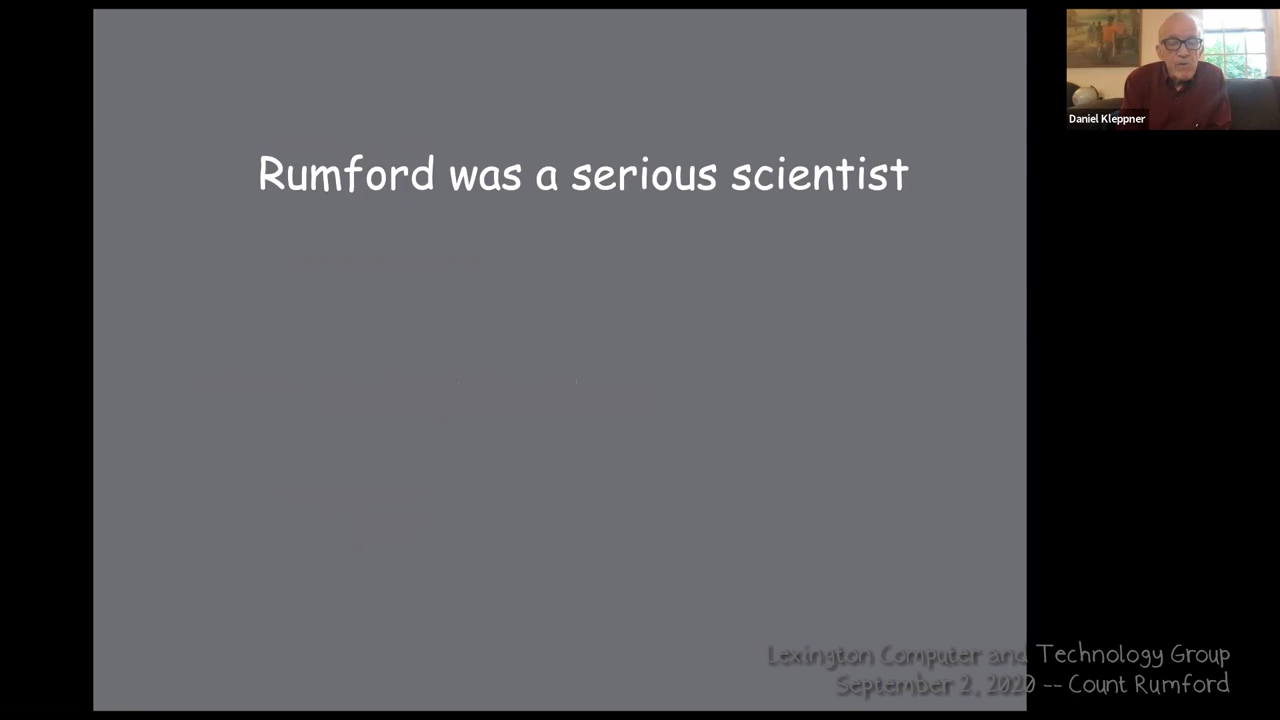 Rumford was a serious scientist
Daniel Kleppner
Lexington Computer and Technology Group
September 2, 2020 -- Count Rumford